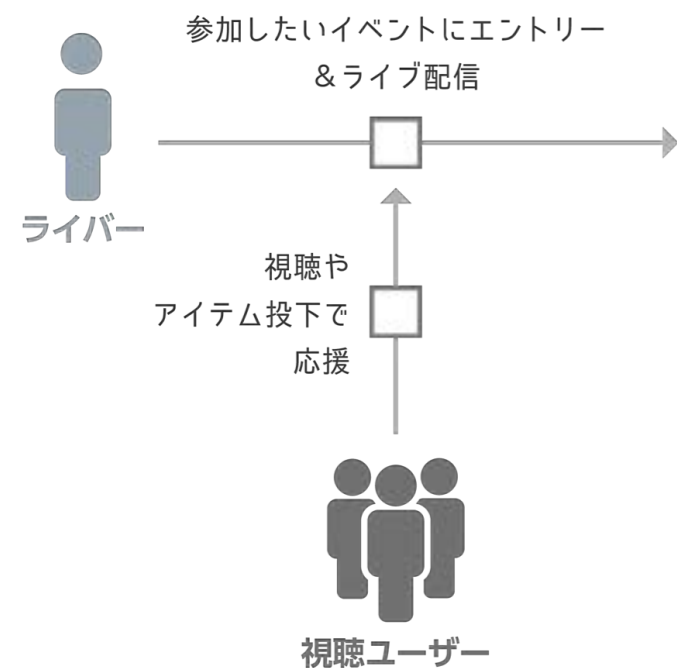 参加したいイベントにエントリー
＆ライブ配信
ライバー
視聴や
アイテム投下で
応援
視聴ユーザー